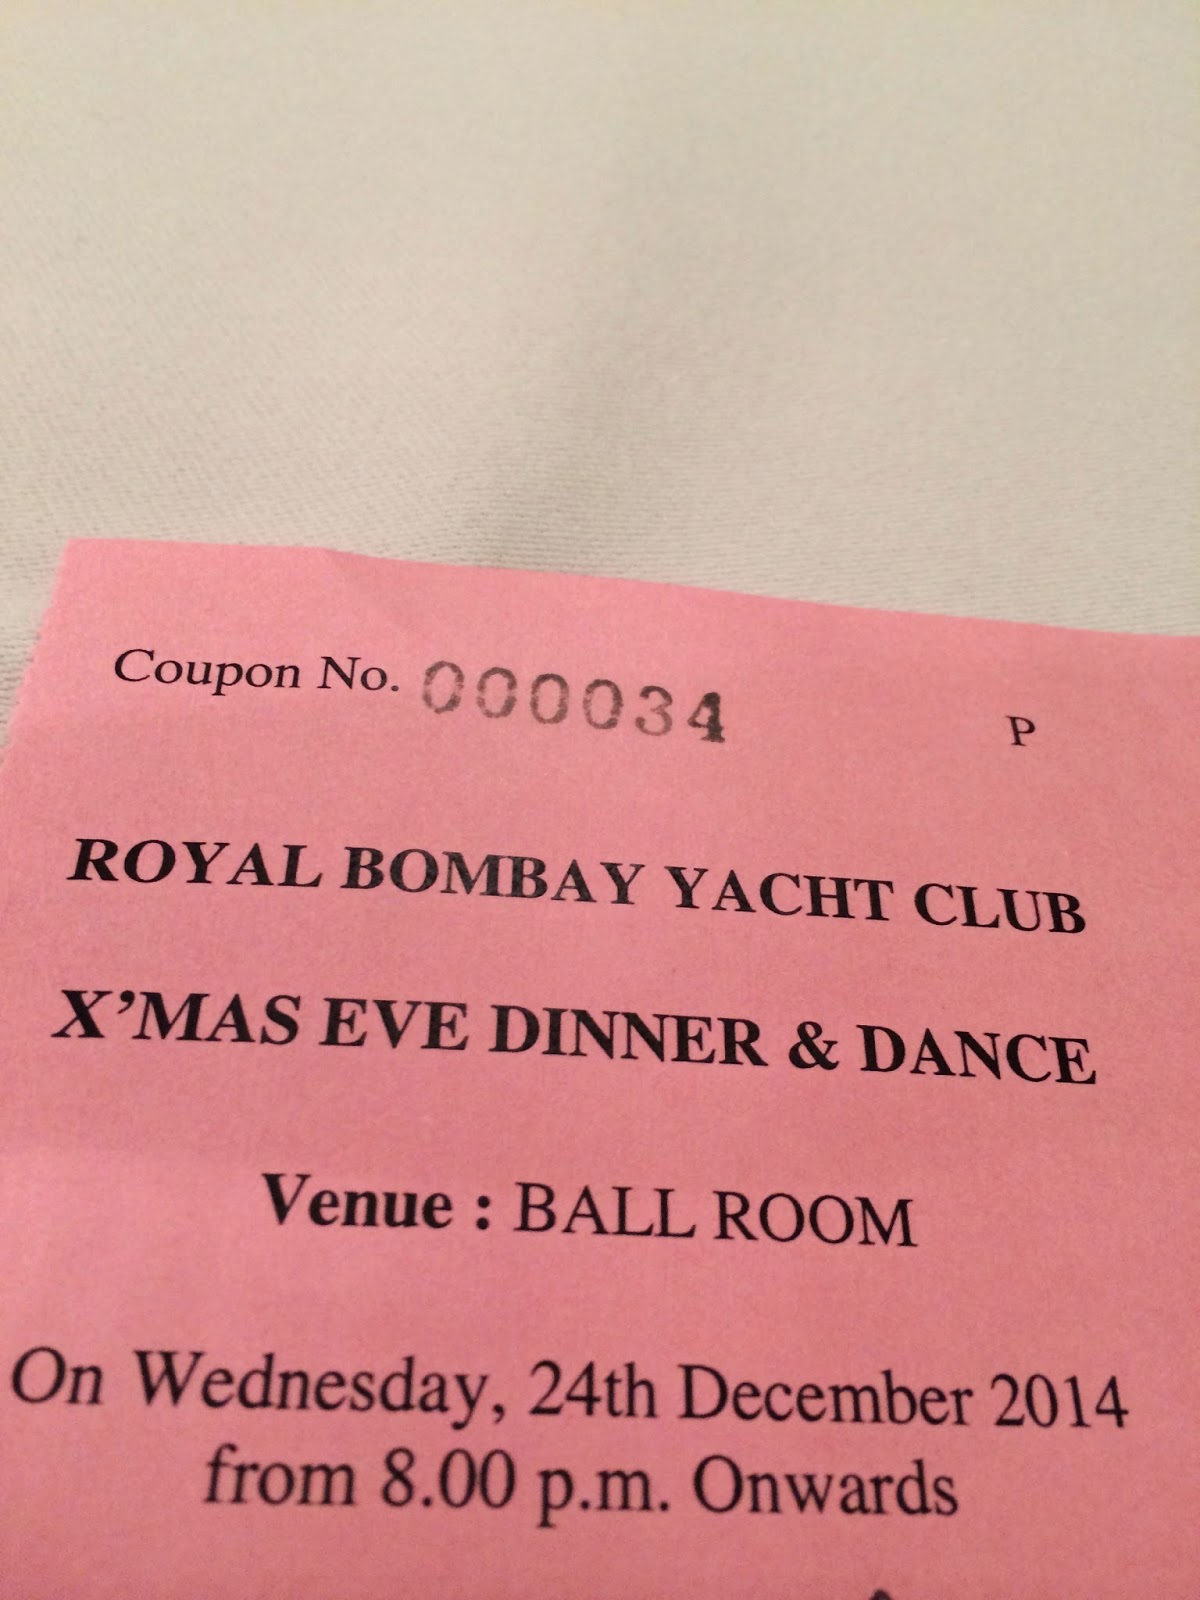 Coupon No. 000034 P
ROYAL BOMBAY YACHT CLUB
X'MAS EVE DINNER & DANCE
Venue : BALL ROOM
On Wednesday, 24th December 2014
from 8.00 p.m. Onwards